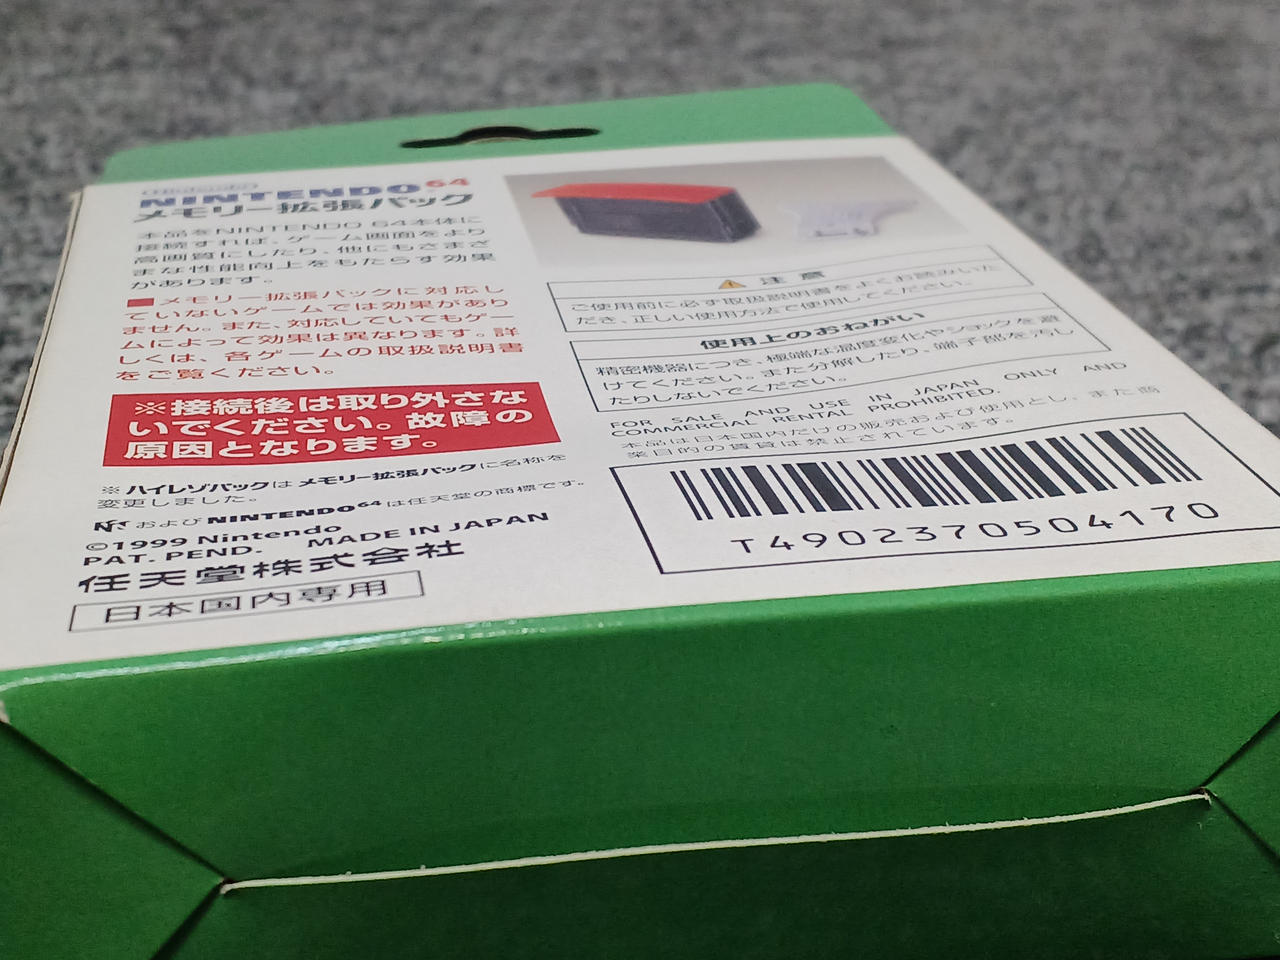 Nintendo
NINTENDO64
メモリー拡張パック
本品をNINTENDO 64本体に
接続すれば、ゲーム画面をより
高画質にしたり、他にもさまざ
まな性能向上をもたらす効果
があります。
■メモリー拡張パックに対応し
ていないゲームでは効果があり
ません。また、対応していてもゲー
ムによって効果は異なります。詳
しくは、各ゲームの取扱説明書
をご覧ください。
※接続後は取り外さな
いでください。故障の
原因となります。
※ハイレゾパックはメモリー拡張パックに名称を
変更しました。
およびNINTENDO64は任天堂の商標です。
©1999 Nintendo
PAT. PEND. MADE IN JAPAN
任天堂株式会社
日本国内専用
注意
ご使用前に必ず取扱説明書をよくお読みいた
だき、正しい使用方法で使用してください。
使用上のおねがい
精密機器につき、極端な温度変化やショックを避
けてください。また分解したり、端子部を汚し
たりしないでください。
FOR SALE AND USE IN JAPAN ONLY AND
COMMERCIAL RENTAL PROHIBITED.
本品は日本国内だけの販売および使用とし、また商
業目的の賃貸は禁止されています。
T4902370504170